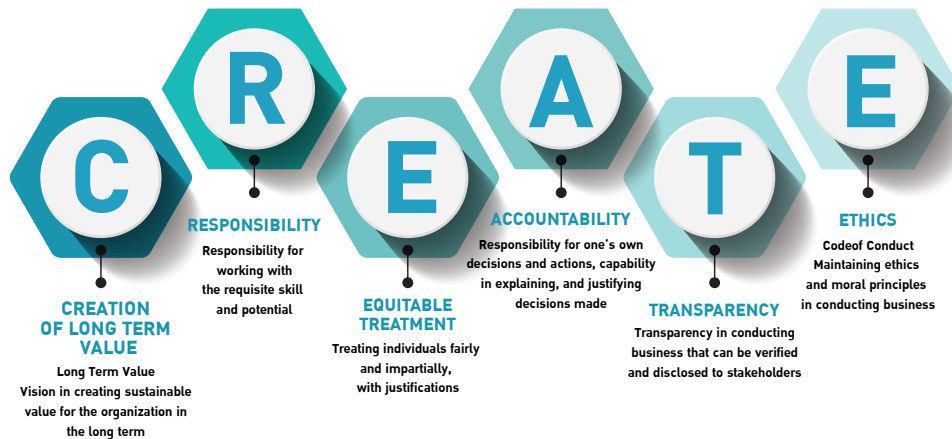 C
CREATION
OF LONG TERM
VALUE
Long Term Value
Vision in creating sustainable
value for the organization in
the long term
R
RESPONSIBILITY
Responsibility for
working with
the requisite skill
and potential
E
EQUITABLE
TREATMENT
Treating individuals fairly
and impartially,
with justifications
A
ACCOUNTABILITY
Responsibility for one's own
decisions and actions, capability
in explaining, and justifying
decisions made
T
TRANSPARENCY
Transparency in conducting
business that can be verified
and disclosed to stakeholders
E
ETHICS
Codeof Conduct
Maintaining ethics
and moral principles
in conducting business